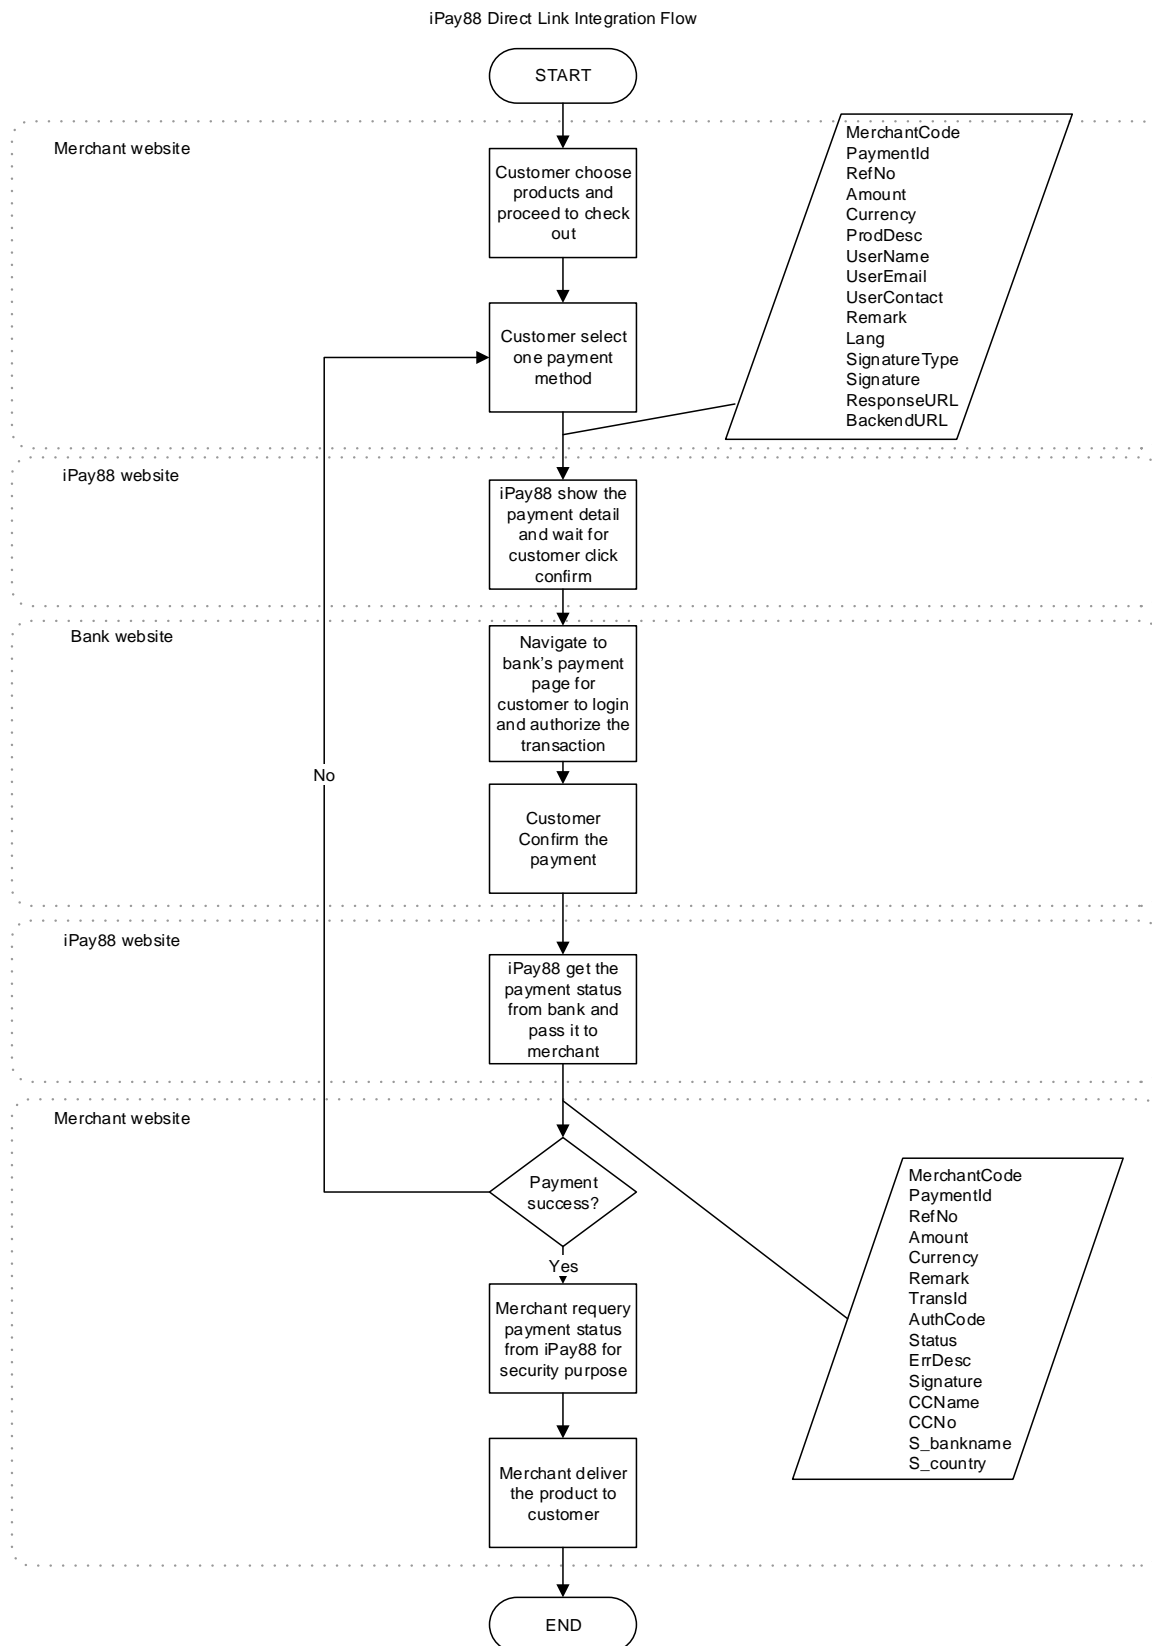 iPay88 Direct Link Integration Flow
START
Merchant website
Customer choose
products and
proceed to check
out
MerchantCode
PaymentId
RefNo
Amount
Currency
ProdDesc
UserName
UserEmail
UserContact
Remark
Lang
SignatureType
Signature
ResponseURL
BackendURL
Customer select
one payment
method
iPay88 website
iPay88 show the
payment detail
and wait for
customer click
confirm
Bank website
Navigate to
bank's payment
page for
customer to login
and authorize the
transaction
No
Customer
Confirm the
payment
iPay88 website
iPay88 get the
payment status
from bank and
pass it to
merchant
Merchant website
Payment
success?
Yes
MerchantCode
PaymentId
RefNo
Amount
Currency
Remark
TransId
AuthCode
Status
ErrDesc
Signature
CCName
CCNo
S_bankname
S_country
Merchant requery
payment status
from iPay88 for
security purpose
Merchant deliver
the product to
customer
END